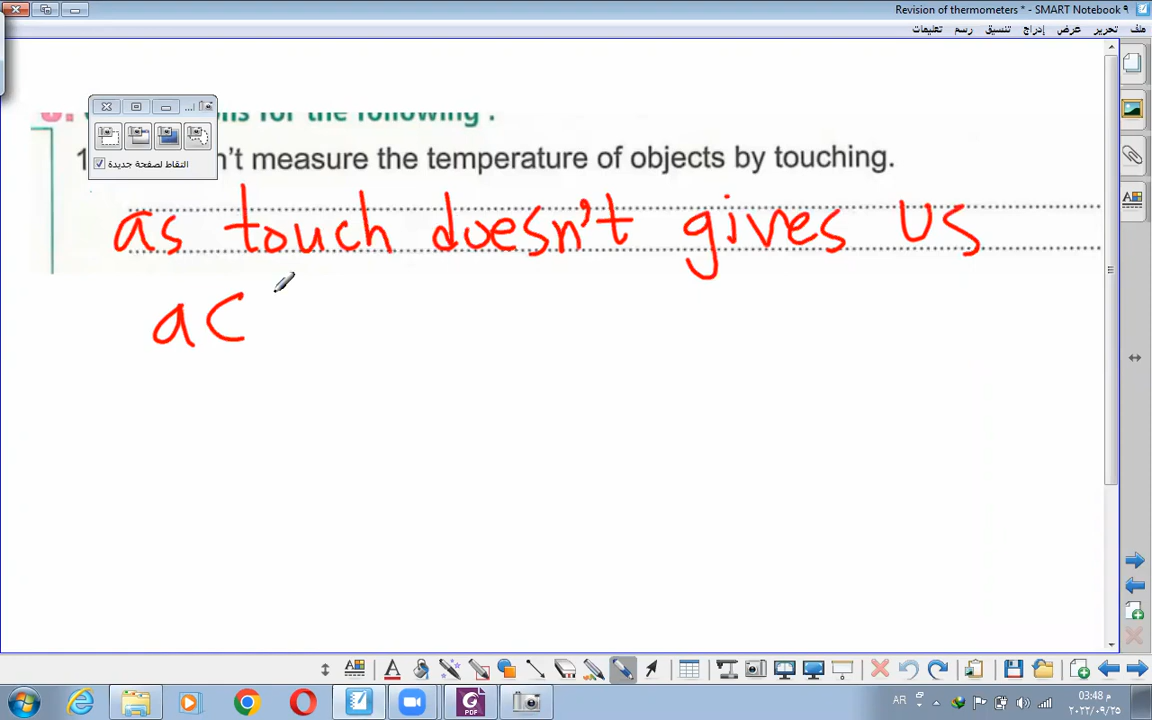 Revision of thermometers * - SMART Notebook ٩
ملف تحرير عرض إدراج تنسيق رسم تعليمات
ons for the following :
...
التقاط لصفحة جديدة
1 n't measure the temperature of objects by touching.
as touch doesn't gives us
ac
AR
03:48 م
٢٠٢٢/٠٩/٢٥